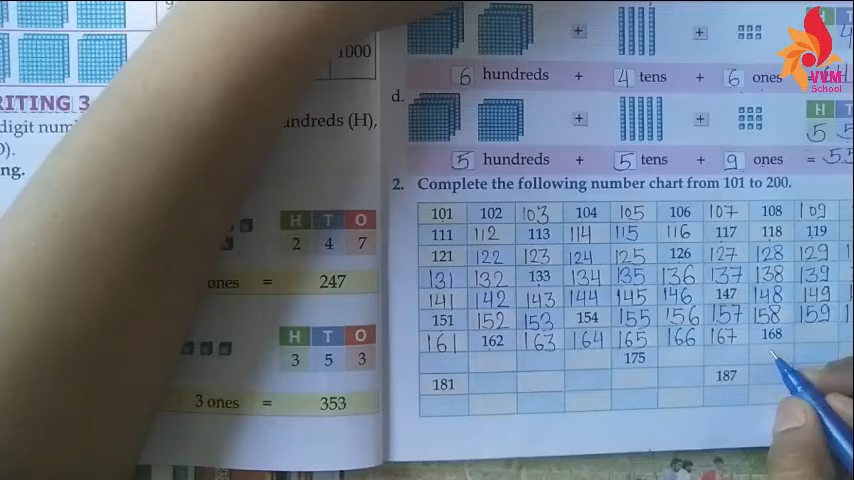 1000
RITING 3
digit num
undreds (H),
O).
ng.
H T O
2 4 7
ones = 247
H T O
3 5 3
3 ones = 353
H T
6 hundreds + 4 tens + 6 ones
d.
H T
5 5
5 hundreds + 5 tens + 9 ones = 55
2. Complete the following number chart from 101 to 200.
101 102 103 104 105 106 107 108 109
111 112 113 114 115 116 117 118 119
121 122 123 124 125 126 127 128 129
131 132 133 134 135 136 137 138 139
141 142 143 144 145 146 147 148 149
151 152 153 154 155 156 157 158 159
161 162 163 164 165 166 167 168
175
181 187
VVM
School